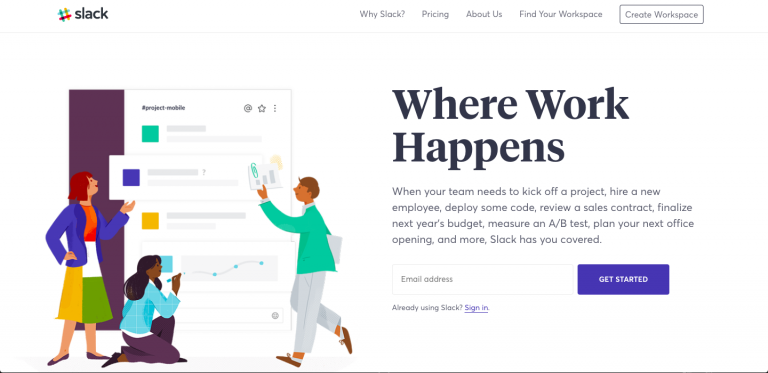 slack
Why Slack? Pricing About Us Find Your Workspace Create Workspace
#project-mobile
?
Where Work
Happens
When your team needs to kick off a project, hire a new
employee, deploy some code, review a sales contract, finalize
next year's budget, measure an A/B test, plan your next office
opening, and more, Slack has you covered.
Email address GET STARTED
Already using Slack? Sign in.